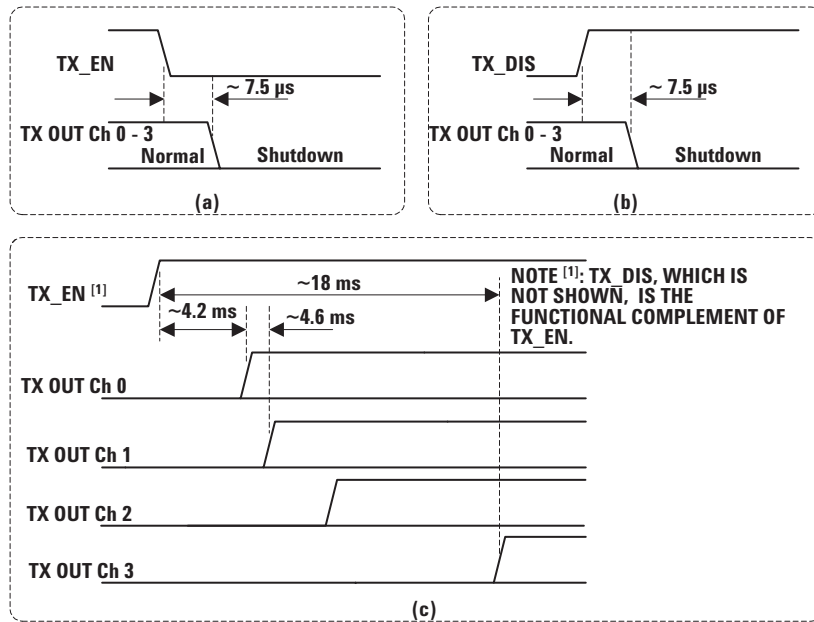 TX_EN
~ 7.5 µs
TX OUT Ch 0 - 3
Normal
Shutdown
(a)
TX_DIS
~ 7.5 µs
TX OUT Ch 0 - 3
Normal
Shutdown
(b)
TX_EN [1]
~18 ms
~4.2 ms
~4.6 ms
NOTE [1]: TX_DIS, WHICH IS
NOT SHOWN, IS THE
FUNCTIONAL COMPLEMENT OF
TX_EN.
TX OUT Ch 0
TX OUT Ch 1
TX OUT Ch 2
TX OUT Ch 3
(c)